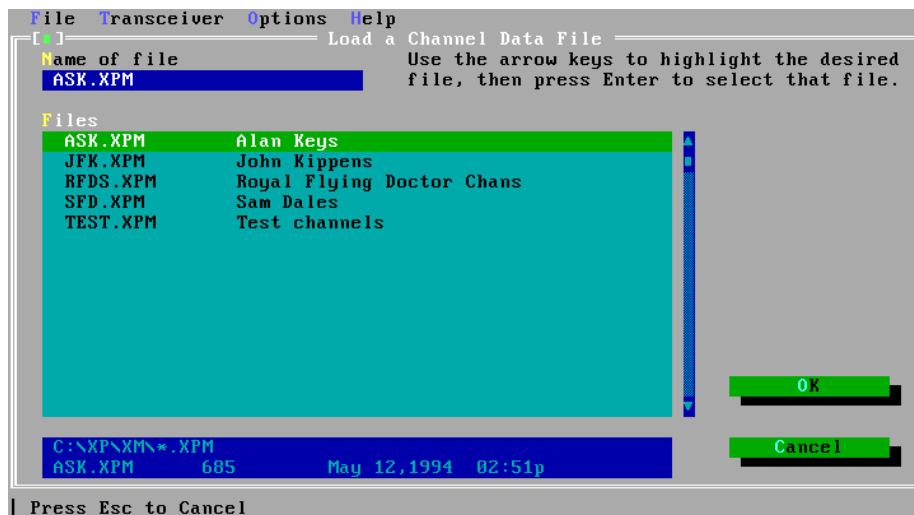 File Transceiver Options Help
Load a Channel Data File
Name of file
Use the arrow keys to highlight the desired
ASK.XPM
file, then press Enter to select that file.
Files
ASK.XPM Alan Keys
JFK.XPM John Kippens
RFDS.XPM Royal Flying Doctor Chans
SFD.XPM Sam Dales
TEST.XPM Test channels
OK
C:\XP\XM\*.XPM
Cancel
ASK.XPM 685 May 12,1994 02:51p
Press Esc to Cancel